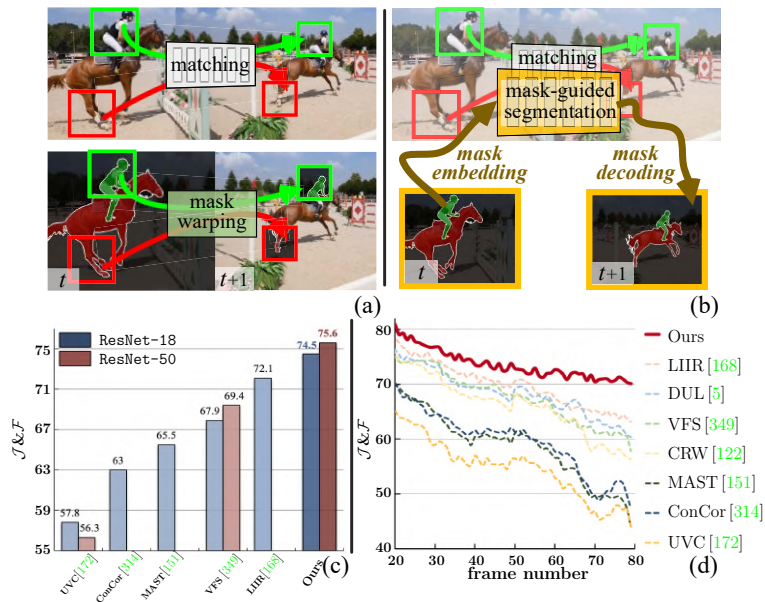 matching
mask
warping
t
t+1
(a)
matching
mask-guided
segmentation
mask
embedding
mask
decoding
t
t+1
(b)
J&F
75
71
67
63
59
55
ResNet-18
ResNet-50
57.8
56.3
63
65.5
67.9
69.4
72.1
74.5
75.6
UVC[172]
ConCor[314]
MAST[151]
VFS[349]
LIIR[168]
Ours
(c)
J&F
80
70
60
50
40
20
30
40
50
60
70
80
frame number
Ours
LIIR [168]
DUL [5]
VFS [349]
CRW [122]
MAST [151]
ConCor [314]
UVC [172]
(d)